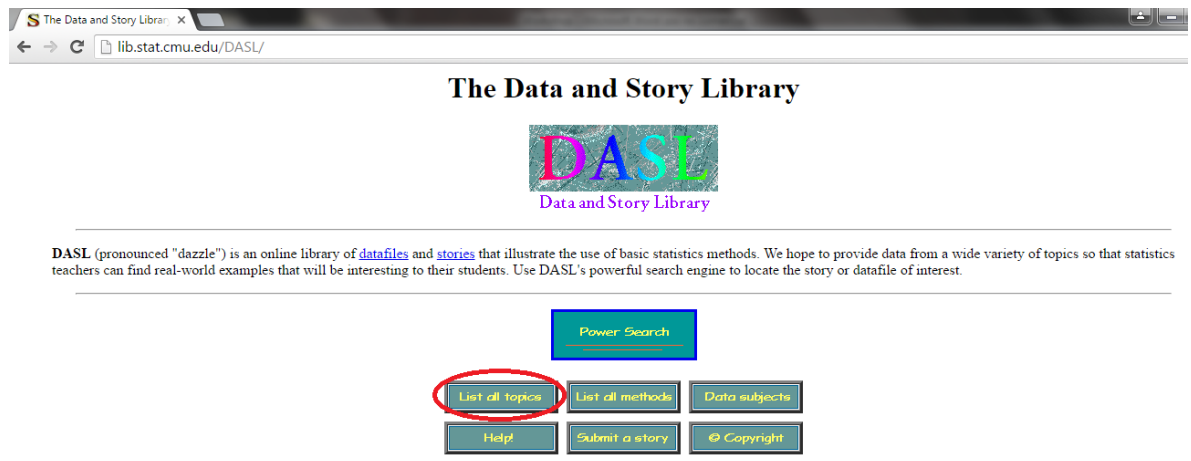 The Data and Story Librar
lib.stat.cmu.edu/DASL/
The Data and Story Library
DASL
Data and Story Library
DASL (pronounced "dazzle") is an online library of datafiles and stories that illustrate the use of basic statistics methods. We hope to provide data from a wide variety of topics so that statistics
teachers can find real-world examples that will be interesting to their students. Use DASL's powerful search engine to locate the story or datafile of interest.
Power Search
List all topics List all methods Data subjects
Help! Submit a story © Copyright